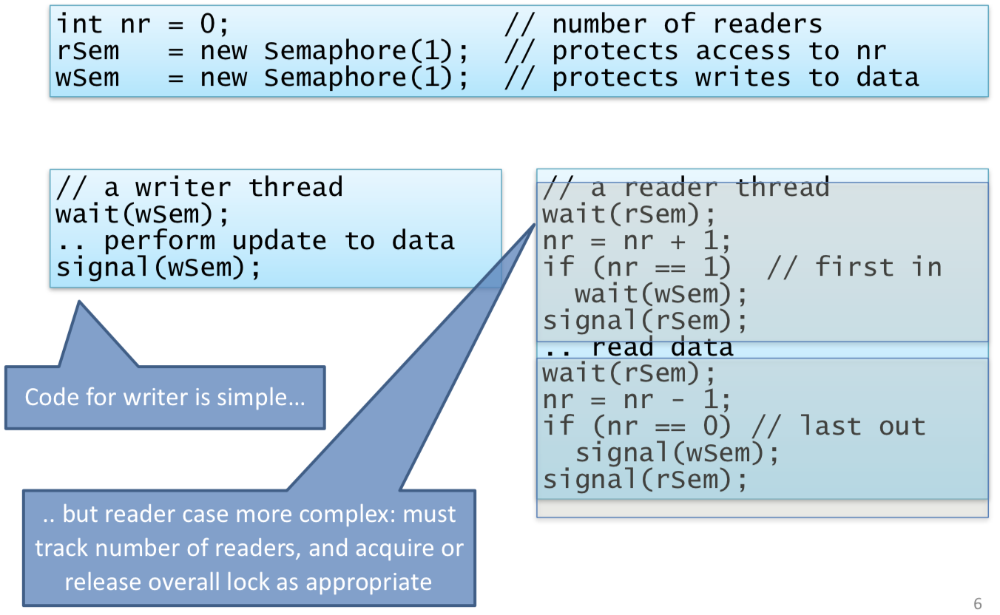 int nr = 0;                 // number of readers
rSem   = new Semaphore(1);  // protects access to nr
wSem   = new Semaphore(1);  // protects writes to data
// a writer thread
wait(wSem);
.. perform update to data
signal(wSem);
// a reader thread
wait(rSem);
nr = nr + 1;
if (nr == 1)  // first in
  wait(wSem);
signal(rSem);
.. read data
wait(rSem);
nr = nr - 1;
if (nr == 0) // last out
  signal(wSem);
signal(rSem);
Code for writer is simple…
.. but reader case more complex: must
track number of readers, and acquire or
release overall lock as appropriate
6